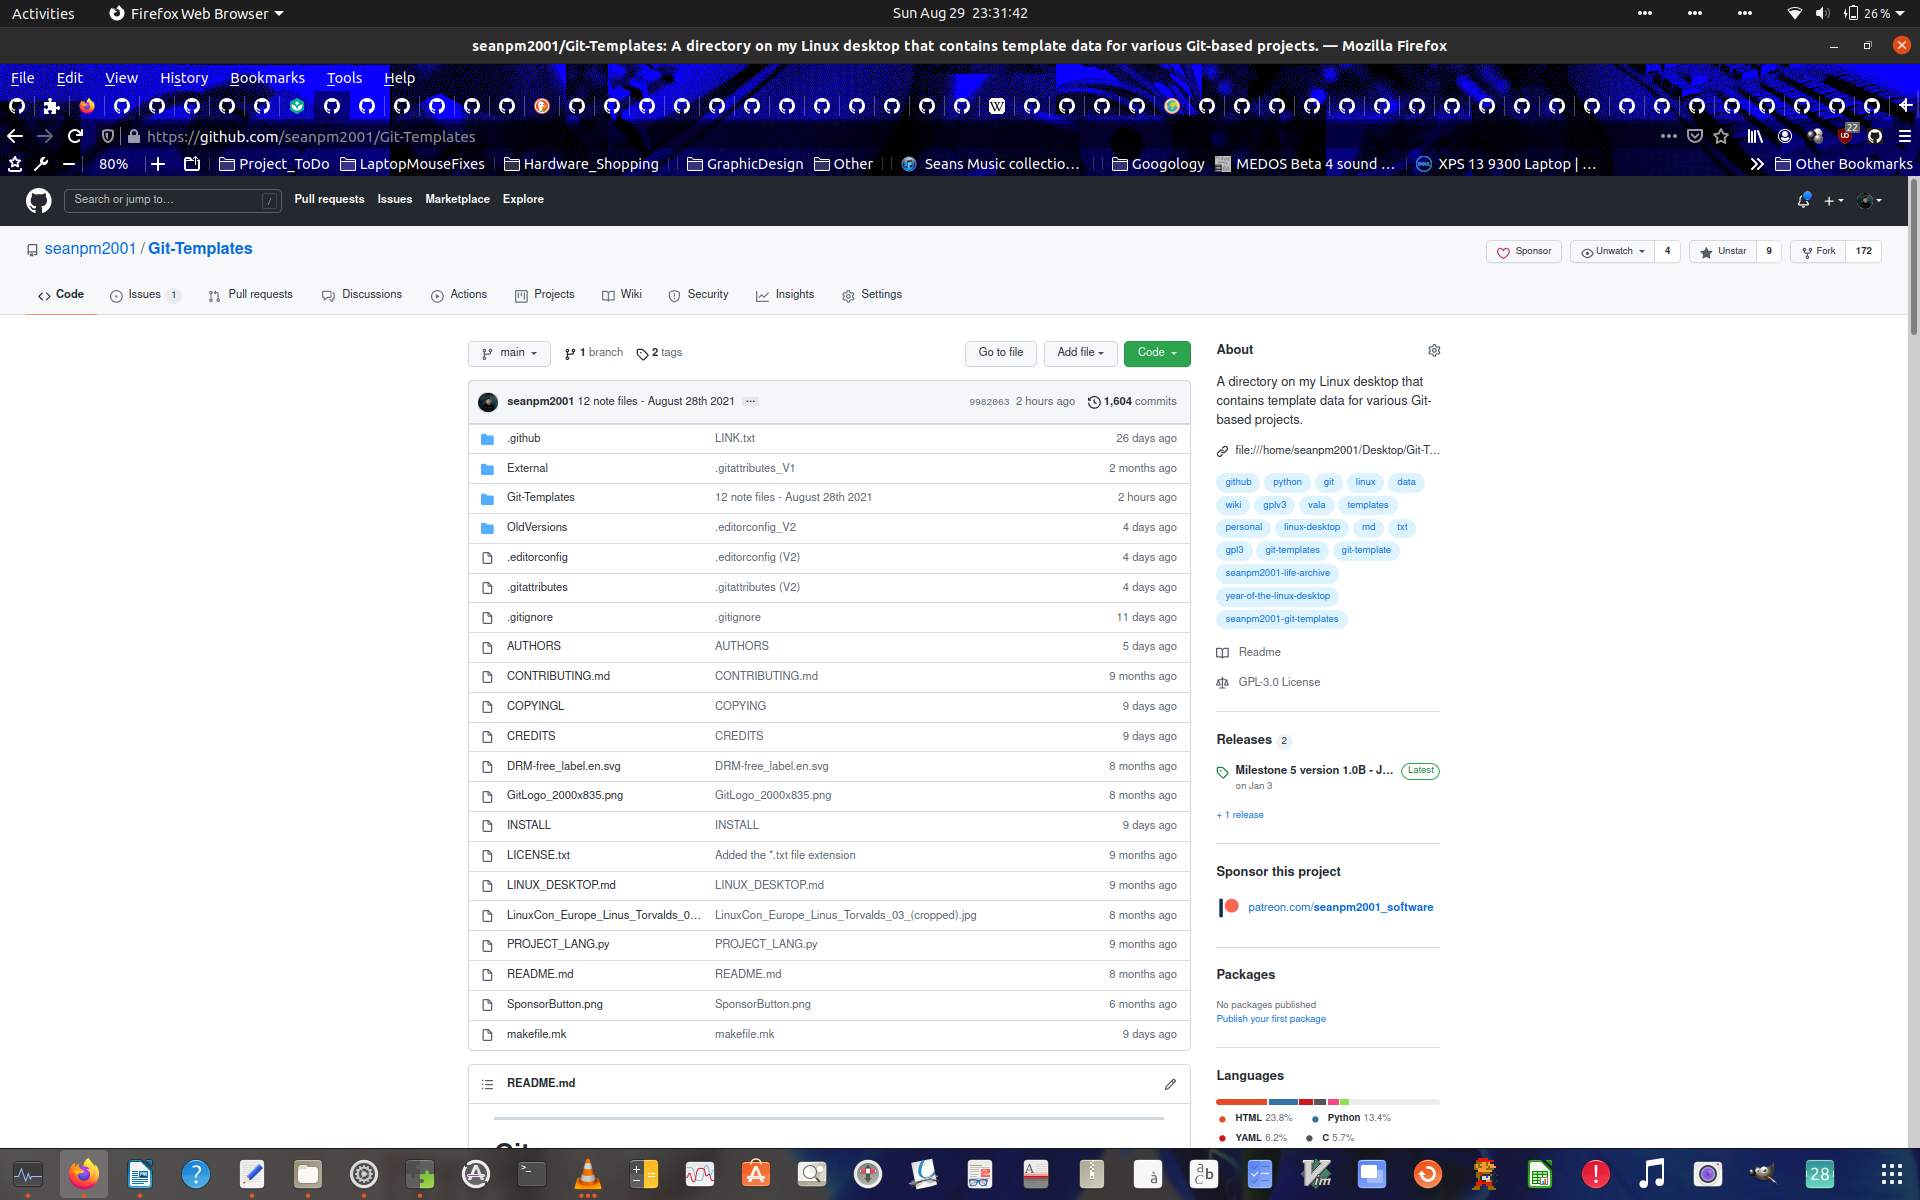 Activities Firefox Web Browser Sun Aug 29 23:31:42 26%
seanpm2001/Git-Templates: A directory on my Linux desktop that contains template data for various Git-based projects. — Mozilla Firefox
File Edit View History Bookmarks Tools Help
https://github.com/seanpm2001/Git-Templates 22
80% Project_ToDo LaptopMouseFixes Hardware_Shopping GraphicDesign Other Seans Music collectio… Googology MEDOS Beta 4 sound … XPS 13 9300 Laptop | … Other Bookmarks
Search or jump to… / Pull requests Issues Marketplace Explore
seanpm2001 / Git-Templates Sponsor Unwatch 4 Unstar 9 Fork 172
Code Issues 1 Pull requests Discussions Actions Projects Wiki Security Insights Settings
main 1 branch 2 tags Go to file Add file Code
seanpm2001 12 note files - August 28th 2021 ... 9982063 2 hours ago 1,604 commits
.github LINK.txt 26 days ago
External .gitattributes_V1 2 months ago
Git-Templates 12 note files - August 28th 2021 2 hours ago
OldVersions .editorconfig_V2 4 days ago
.editorconfig .editorconfig (V2) 4 days ago
.gitattributes .gitattributes (V2) 4 days ago
.gitignore .gitignore 11 days ago
AUTHORS AUTHORS 5 days ago
CONTRIBUTING.md CONTRIBUTING.md 9 months ago
COPYINGL COPYING 9 days ago
CREDITS CREDITS 9 days ago
DRM-free_label.en.svg DRM-free_label.en.svg 8 months ago
GitLogo_2000x835.png GitLogo_2000x835.png 8 months ago
INSTALL INSTALL 9 days ago
LICENSE.txt Added the *.txt file extension 9 months ago
LINUX_DESKTOP.md LINUX_DESKTOP.md 9 months ago
LinuxCon_Europe_Linus_Torvalds_0… LinuxCon_Europe_Linus_Torvalds_03_(cropped).jpg 8 months ago
PROJECT_LANG.py PROJECT_LANG.py 9 months ago
README.md README.md 8 months ago
SponsorButton.png SponsorButton.png 6 months ago
makefile.mk makefile.mk 9 days ago
README.md
Git
About
A directory on my Linux desktop that
contains template data for various Git-
based projects.
file:///home/seanpm2001/Desktop/Git-T…
github python git linux data
wiki gplv3 vala templates
personal linux-desktop md txt
gpl3 git-templates git-template
seanpm2001-life-archive
year-of-the-linux-desktop
seanpm2001-git-templates
Readme
GPL-3.0 License
Releases 2
Milestone 5 version 1.0B - J… Latest
on Jan 3
+ 1 release
Sponsor this project
patreon.com/seanpm2001_software
Packages
No packages published
Publish your first package
Languages
HTML 23.8% Python 13.4%
YAML 6.2% C 5.7%
28